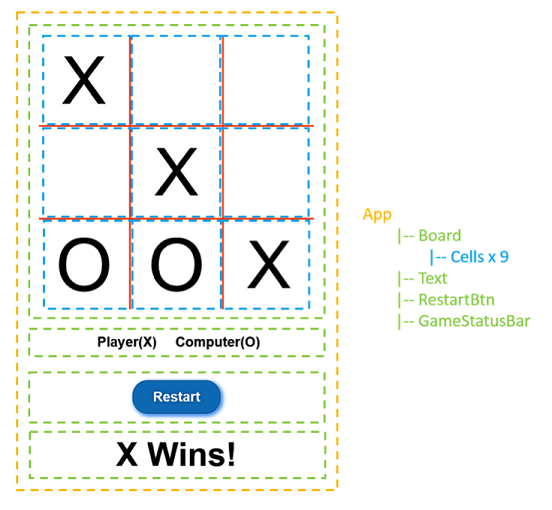 X
X
O O X
Player(X) Computer(O)
Restart
X Wins!
App
|-- Board
|-- Cells x 9
|-- Text
|-- RestartBtn
|-- GameStatusBar